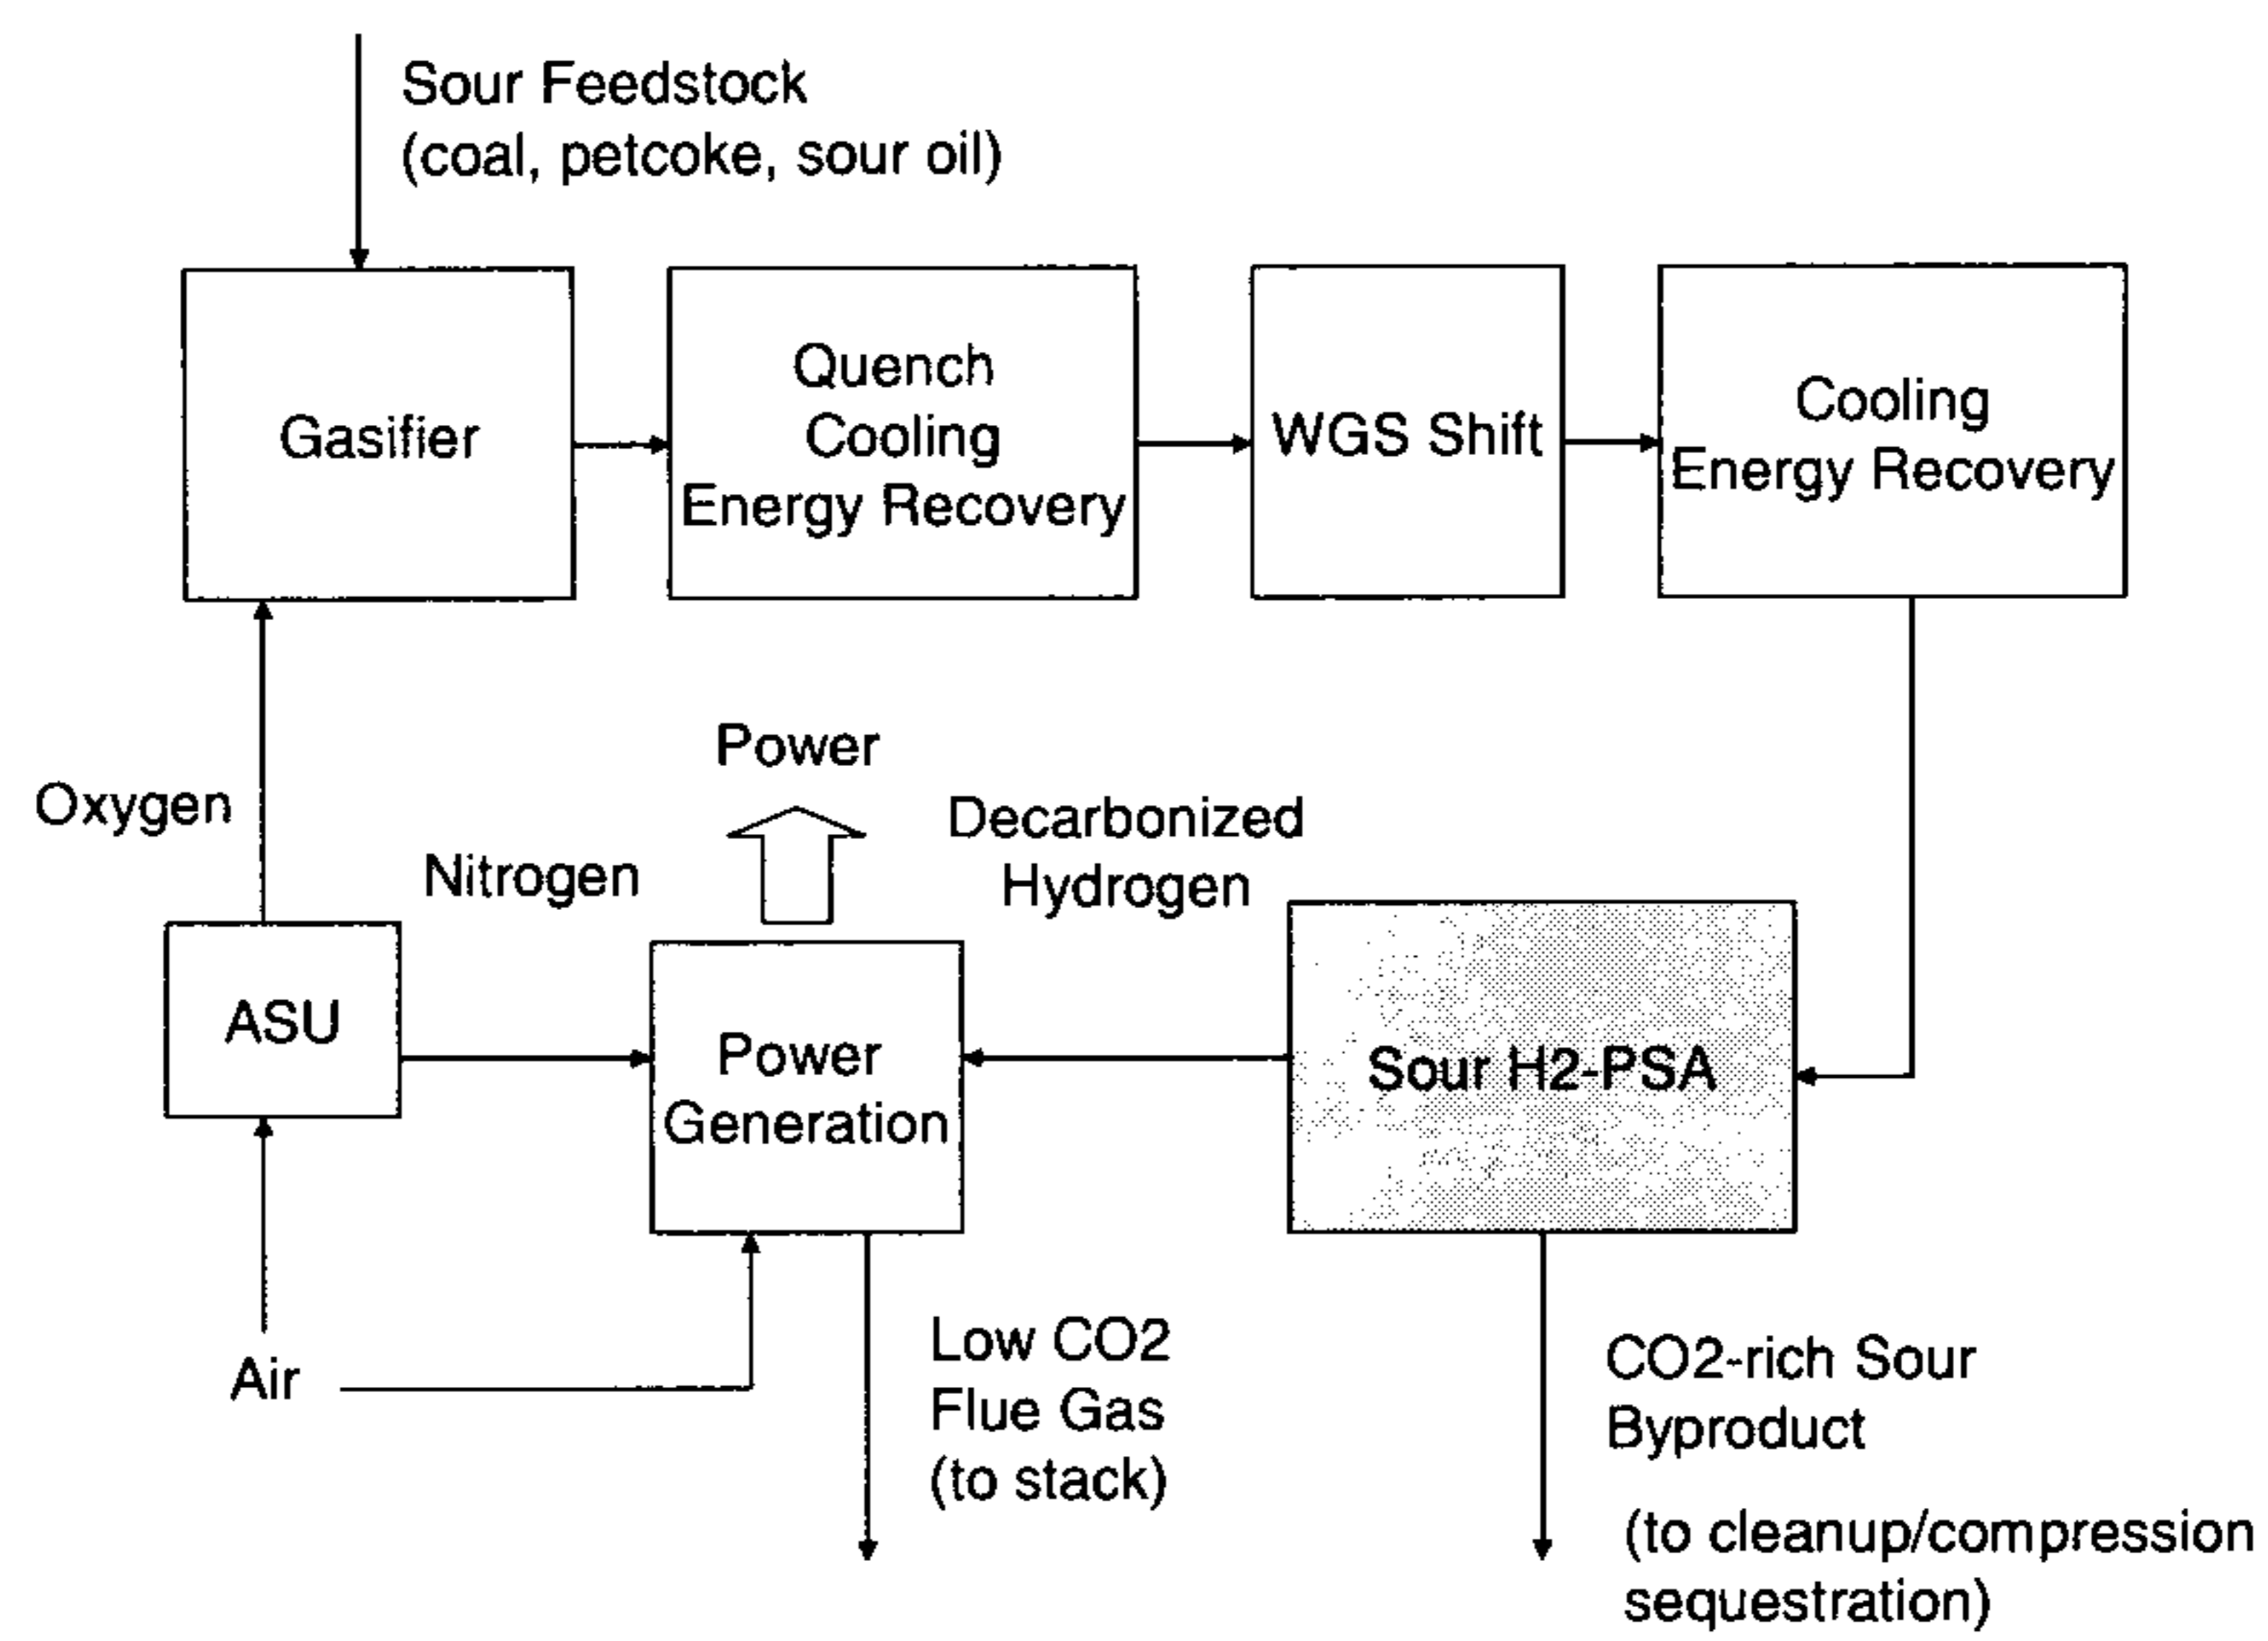 Sour Feedstock
(coal, petcoke, sour oil)
Gasifier
Quench
Cooling
Energy Recovery
WGS Shift
Cooling
Energy Recovery
Oxygen
Nitrogen
Power
Decarbonized
Hydrogen
ASU
Power
Generation
Sour H2-PSA
Air
Low CO2
Flue Gas
(to stack)
CO2-rich Sour
Byproduct
(to cleanup/compression
sequestration)